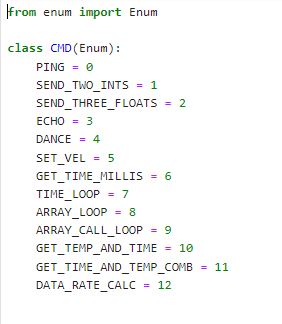 from enum import Enum
class CMD(Enum):
    PING = 0
    SEND_TWO_INTS = 1
    SEND_THREE_FLOATS = 2
    ECHO = 3
    DANCE = 4
    SET_VEL = 5
    GET_TIME_MILLIS = 6
    TIME_LOOP = 7
    ARRAY_LOOP = 8
    ARRAY_CALL_LOOP = 9
    GET_TEMP_AND_TIME = 10
    GET_TIME_AND_TEMP_COMB = 11
    DATA_RATE_CALC = 12